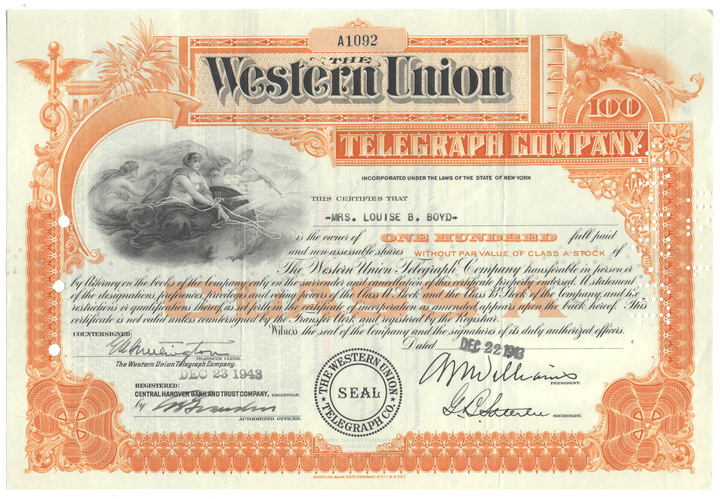 A1092
THE
Western Union
100
TELEGRAPH COMPANY.
INCORPORATED UNDER THE LAWS OF THE STATE OF NEW YORK
THIS CERTIFIES THAT
-MRS. LOUISE B. BOYD-
is the owner of ONE HUNDRED full paid
and non-assessable shares WITHOUT PAR VALUE OF CLASS A STOCK of
The Western Union Telegraph Company transferable in person or
by Attorney on the books of the Company only on the surrender and cancellation of this certificate properly endorsed. A statement
of the designations, preferences, privileges and voting powers of the Class A Stock and the Class B Stock of the Company, and the
restrictions or qualifications thereof, as set forth in the certificate of incorporation as amended, appears upon the back hereof. This
certificate is not valid unless countersigned by the Transfer Clerk and registered by the Registrar.
CLASS A
Witness the seal of the Company and the signatures of its duly authorized officers.
COUNTERSIGNED:
Dated DEC 22 1943
TRANSFER CLERK.
The Western Union Telegraph Company.
DEC 23 1943
A N Williams
PRESIDENT.
REGISTERED:
CENTRAL HANOVER BANK AND TRUST COMPANY, REGISTRAR
by
AUTHORIZED OFFICER.
THE WESTERN UNION
SEAL
TELEGRAPH CO.
SECRETARY.
AMERICAN BANK NOTE COMPANY, N.Y.